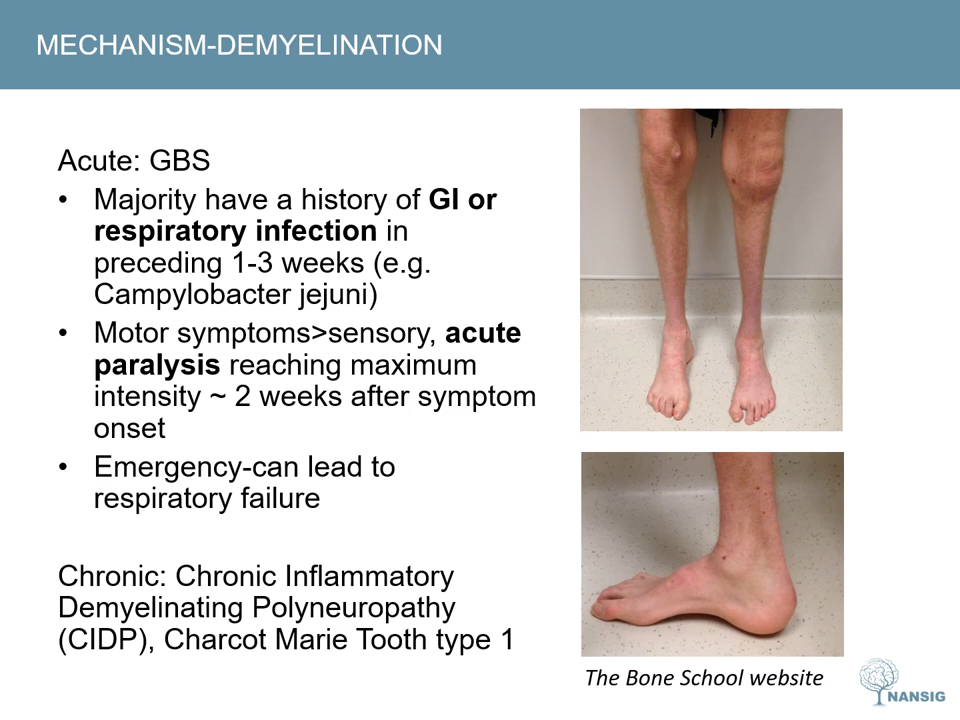 MECHANISM-DEMYELINATION
Acute: GBS
• Majority have a history of GI or
respiratory infection in
preceding 1-3 weeks (e.g.
Campylobacter jejuni)
• Motor symptoms>sensory, acute
paralysis reaching maximum
intensity ~ 2 weeks after symptom
onset
• Emergency-can lead to
respiratory failure
Chronic: Chronic Inflammatory
Demyelinating Polyneuropathy
(CIDP), Charcot Marie Tooth type 1
The Bone School website
NANSIG